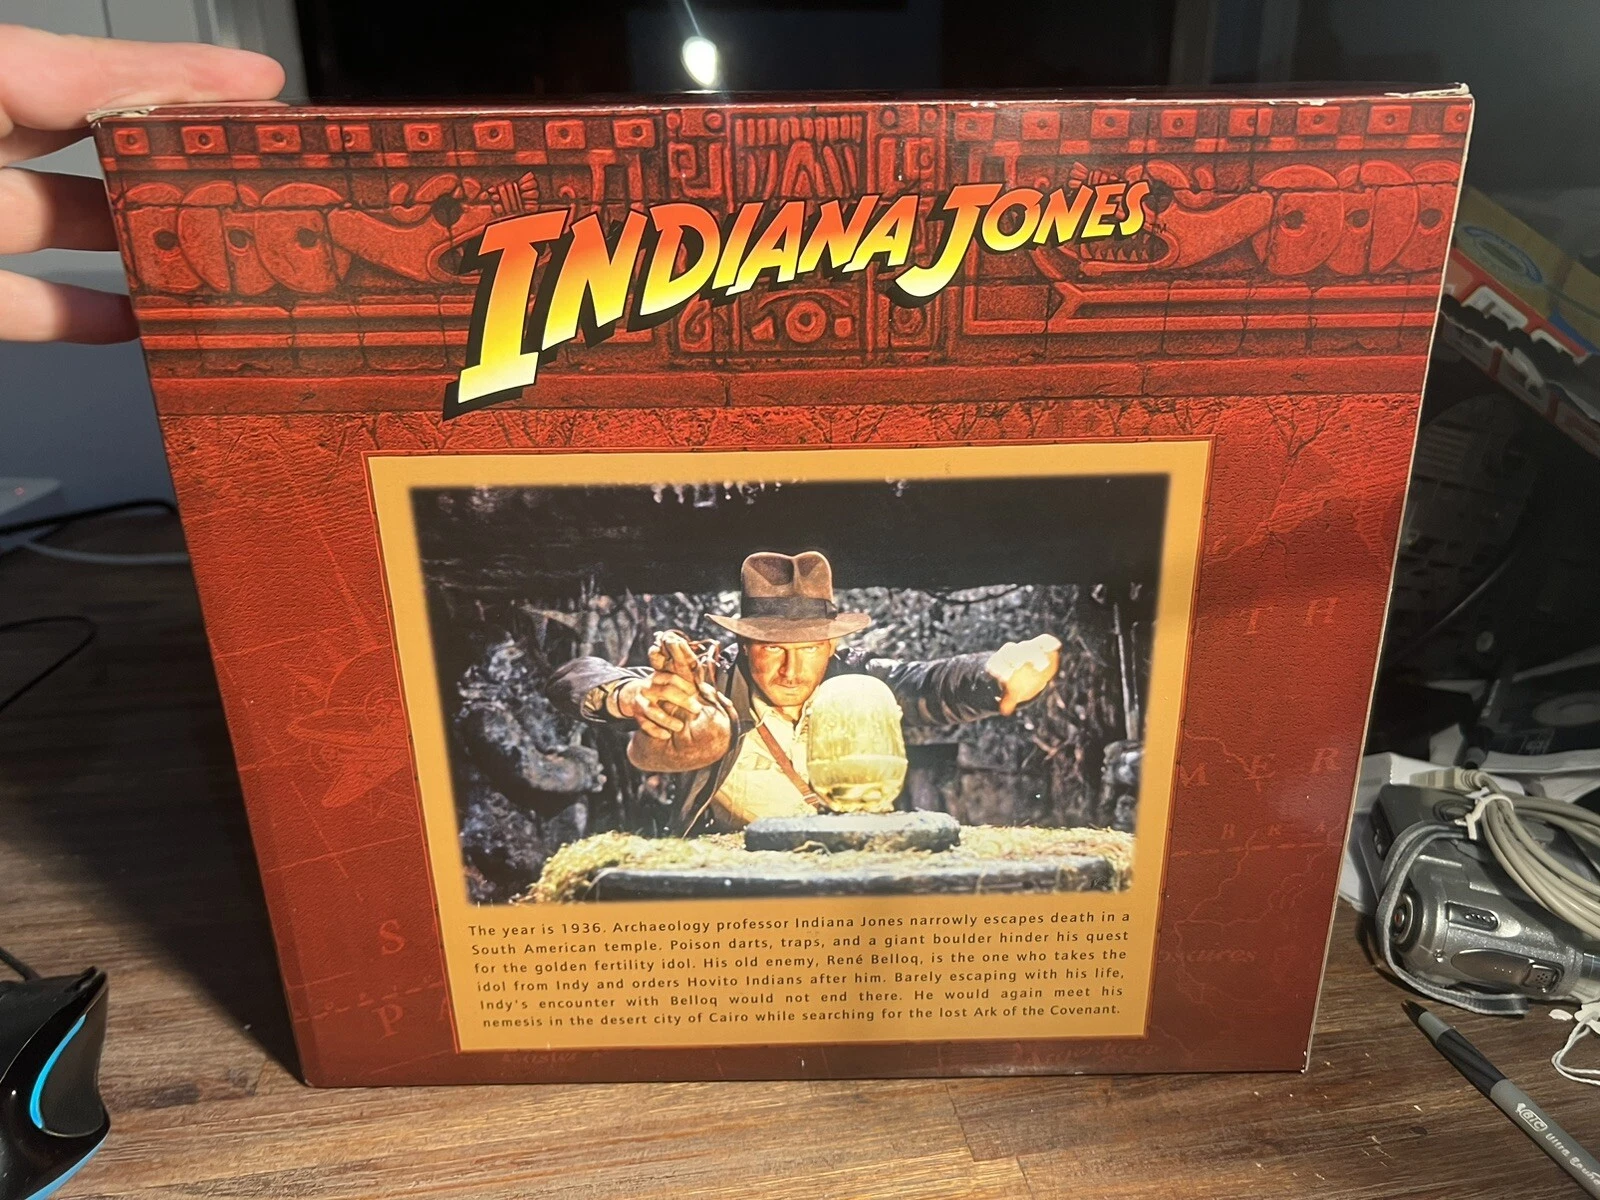 INDIANA JONES
T H
M E R
B R A
The year is 1936. Archaeology professor Indiana Jones narrowly escapes death in a
South American temple. Poison darts, traps, and a giant boulder hinder his quest
for the golden fertility idol. His old enemy, René Belloq, is the one who takes the
idol from Indy and orders Hovito Indians after him. Barely escaping with his life,
Indy's encounter with Belloq would not end there. He would again meet his
nemesis in the desert city of Cairo while searching for the lost Ark of the Covenant.
S
P A
BIC Ultra